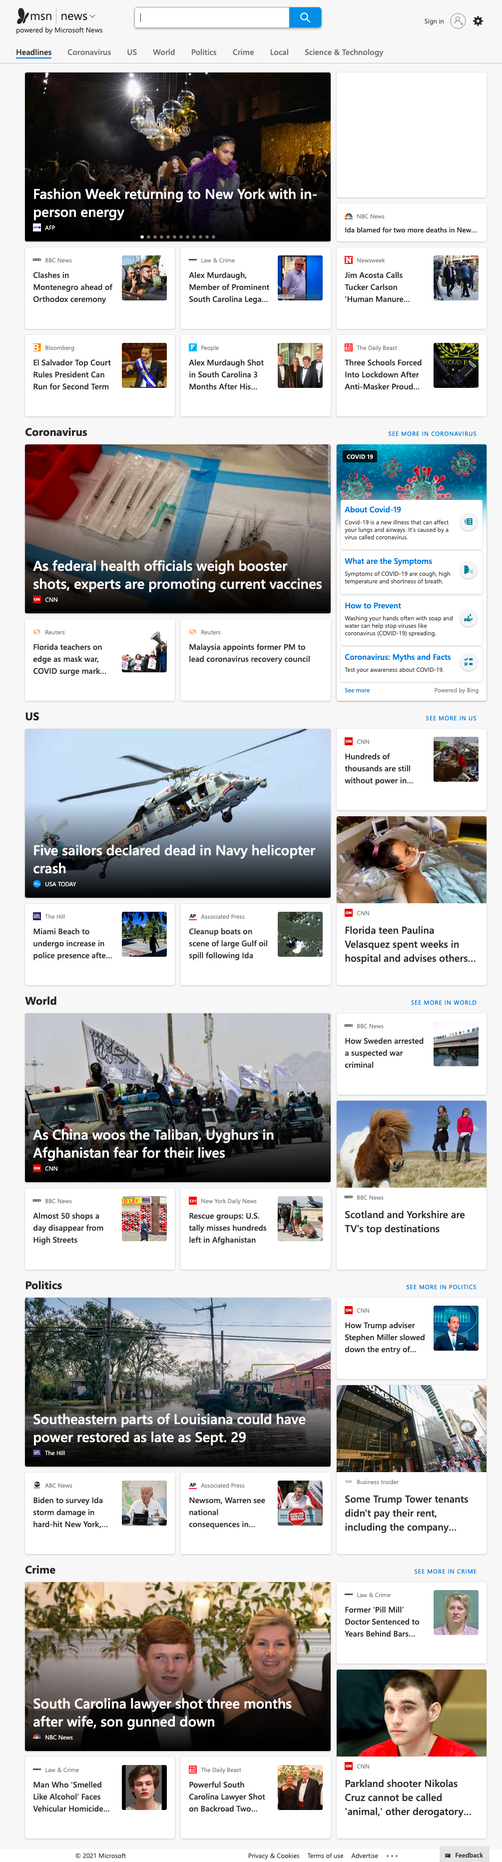 msn news
powered by Microsoft News
Sign in
Headlines Coronavirus US World Politics Crime Local Science & Technology
Fashion Week returning to New York with in-
person energy
AFP
NBC News
Ida blamed for two more deaths in New...
BBC News
Clashes in
Montenegro ahead of
Orthodox ceremony
Law & Crime
Alex Murdaugh,
Member of Prominent
South Carolina Lega...
Newsweek
Jim Acosta Calls
Tucker Carlson
'Human Manure...
Bloomberg
El Salvador Top Court
Rules President Can
Run for Second Term
People
Alex Murdaugh Shot
in South Carolina 3
Months After His...
The Daily Beast
Three Schools Forced
Into Lockdown After
Anti-Masker Proud...
Coronavirus
SEE MORE IN CORONAVIRUS
As federal health officials weigh booster
shots, experts are promoting current vaccines
CNN
COVID 19
About Covid-19
Covid-19 is a new illness that can affect
your lungs and airways. It's caused by a
virus called coronavirus.
What are the Symptoms
Symptoms of COVID-19 are cough, high
temperature and shortness of breath.
How to Prevent
Washing your hands often with soap and
water can help stop viruses like
coronavirus (COVID-19) spreading.
Coronavirus: Myths and Facts
Test your awareness about COVID-19.
See more
Powered by Bing
Reuters
Florida teachers on
edge as mask war,
COVID surge mark...
Reuters
Malaysia appoints former PM to
lead coronavirus recovery council
US
SEE MORE IN US
Five sailors declared dead in Navy helicopter
crash
USA TODAY
CNN
Hundreds of
thousands are still
without power in...
CNN
Florida teen Paulina
Velasquez spent weeks in
hospital and advises others...
The Hill
Miami Beach to
undergo increase in
police presence afte...
AP Associated Press
Cleanup boats on
scene of large Gulf oil
spill following Ida
World
SEE MORE IN WORLD
As China woos the Taliban, Uyghurs in
Afghanistan fear for their lives
CNN
BBC News
How Sweden arrested
a suspected war
criminal
BBC News
Scotland and Yorkshire are
TV's top destinations
BBC News
Almost 50 shops a
day disappear from
High Streets
New York Daily News
Rescue groups: U.S.
tally misses hundreds
left in Afghanistan
Politics
SEE MORE IN POLITICS
Southeastern parts of Louisiana could have
power restored as late as Sept. 29
The Hill
CNN
How Trump adviser
Stephen Miller slowed
down the entry of...
Business Insider
Some Trump Tower tenants
didn't pay their rent,
including the company...
ABC News
Biden to survey Ida
storm damage in
hard-hit New York,...
AP Associated Press
Newsom, Warren see
national
consequences in...
Crime
SEE MORE IN CRIME
South Carolina lawyer shot three months
after wife, son gunned down
NBC News
Law & Crime
Former 'Pill Mill'
Doctor Sentenced to
Years Behind Bars...
CNN
Parkland shooter Nikolas
Cruz cannot be called
'animal,' other derogatory...
Law & Crime
Man Who 'Smelled
Like Alcohol' Faces
Vehicular Homicide...
The Daily Beast
Powerful South
Carolina Lawyer Shot
on Backroad Two...
© 2021 Microsoft
Privacy & Cookies Terms of use Advertise ...
Feedback